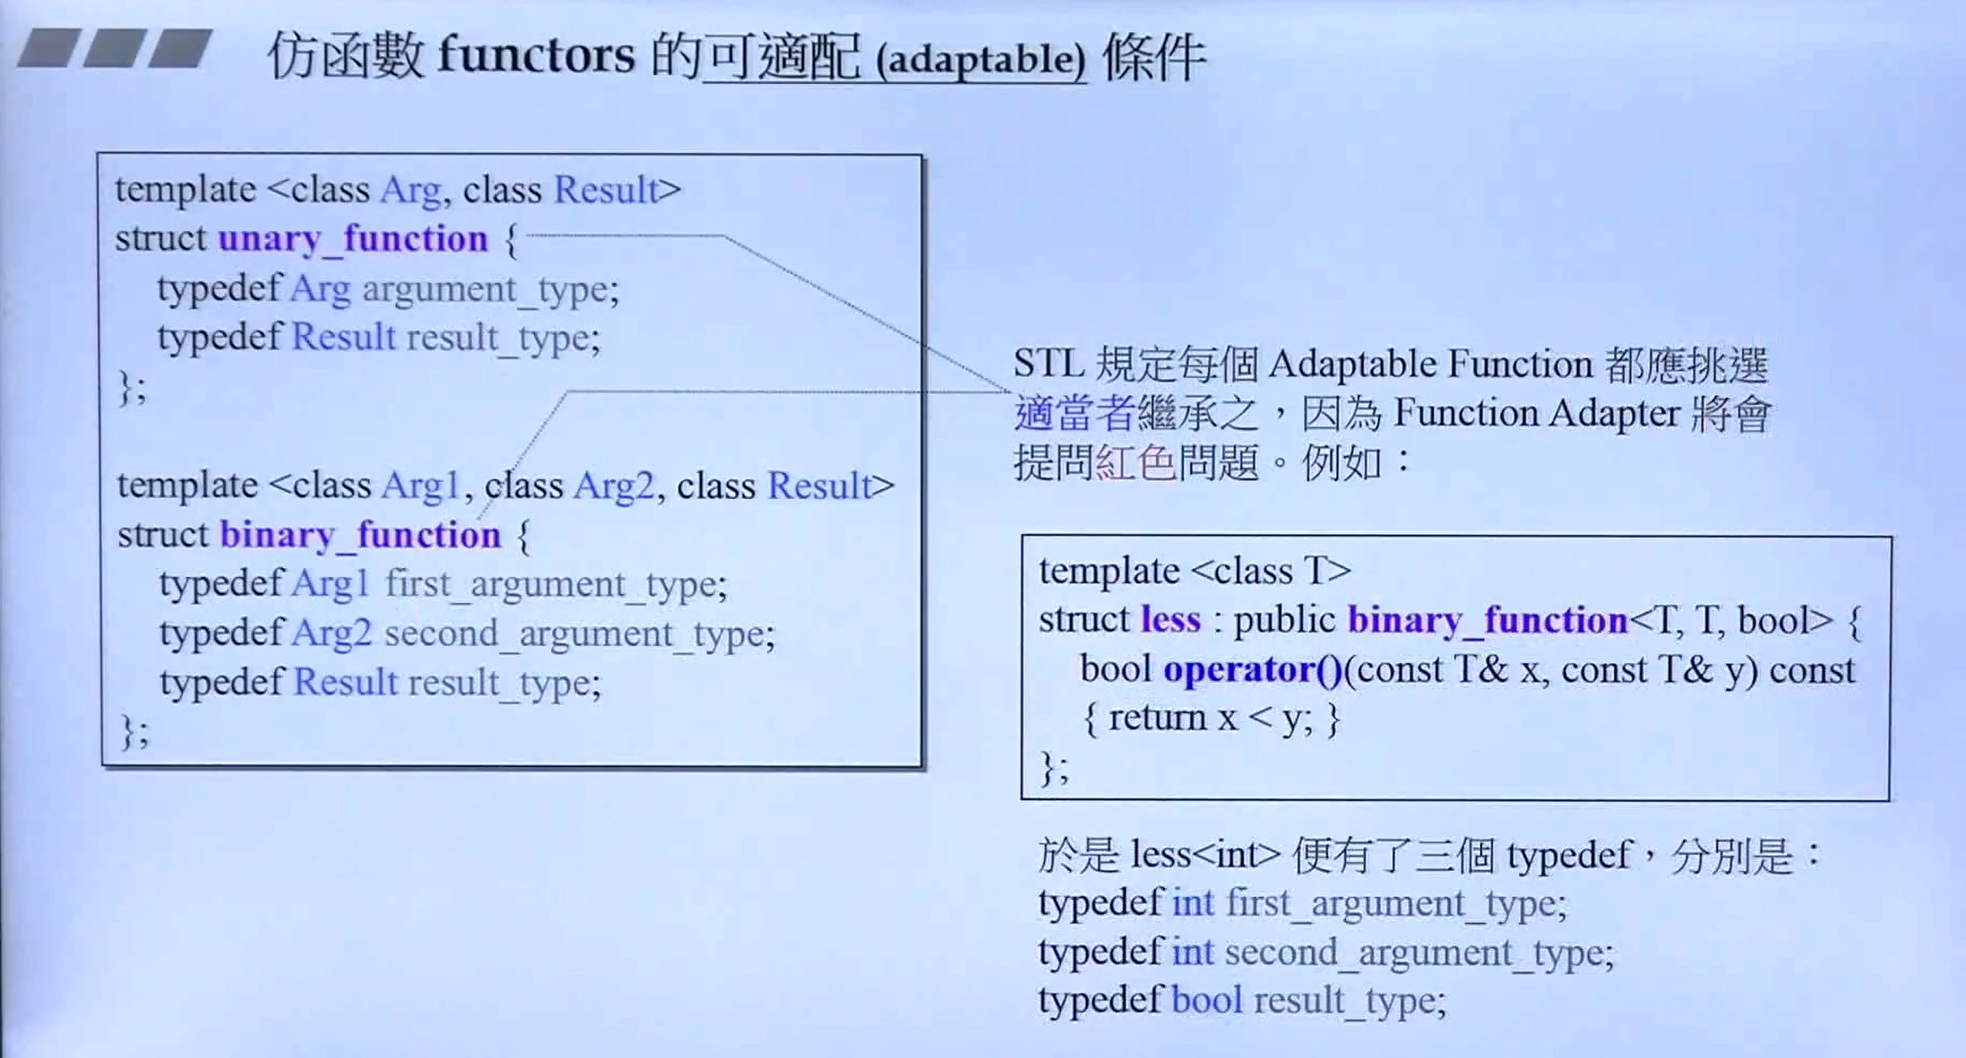 仿函數 functors 的可適配 (adaptable) 條件
template <class Arg, class Result>
struct unary_function {
typedef Arg argument_type;
typedef Result result_type;
};
template <class Arg1, class Arg2, class Result>
struct binary_function {
typedef Arg1 first_argument_type;
typedef Arg2 second_argument_type;
typedef Result result_type;
};
STL 規定每個 Adaptable Function 都應挑選
適當者繼承之，因為 Function Adapter 將會
提問紅色問題。例如：
template <class T>
struct less : public binary_function<T, T, bool> {
bool operator()(const T& x, const T& y) const
{ return x < y; }
};
於是 less<int> 便有了三個 typedef，分別是：
typedef int first_argument_type;
typedef int second_argument_type;
typedef bool result_type;